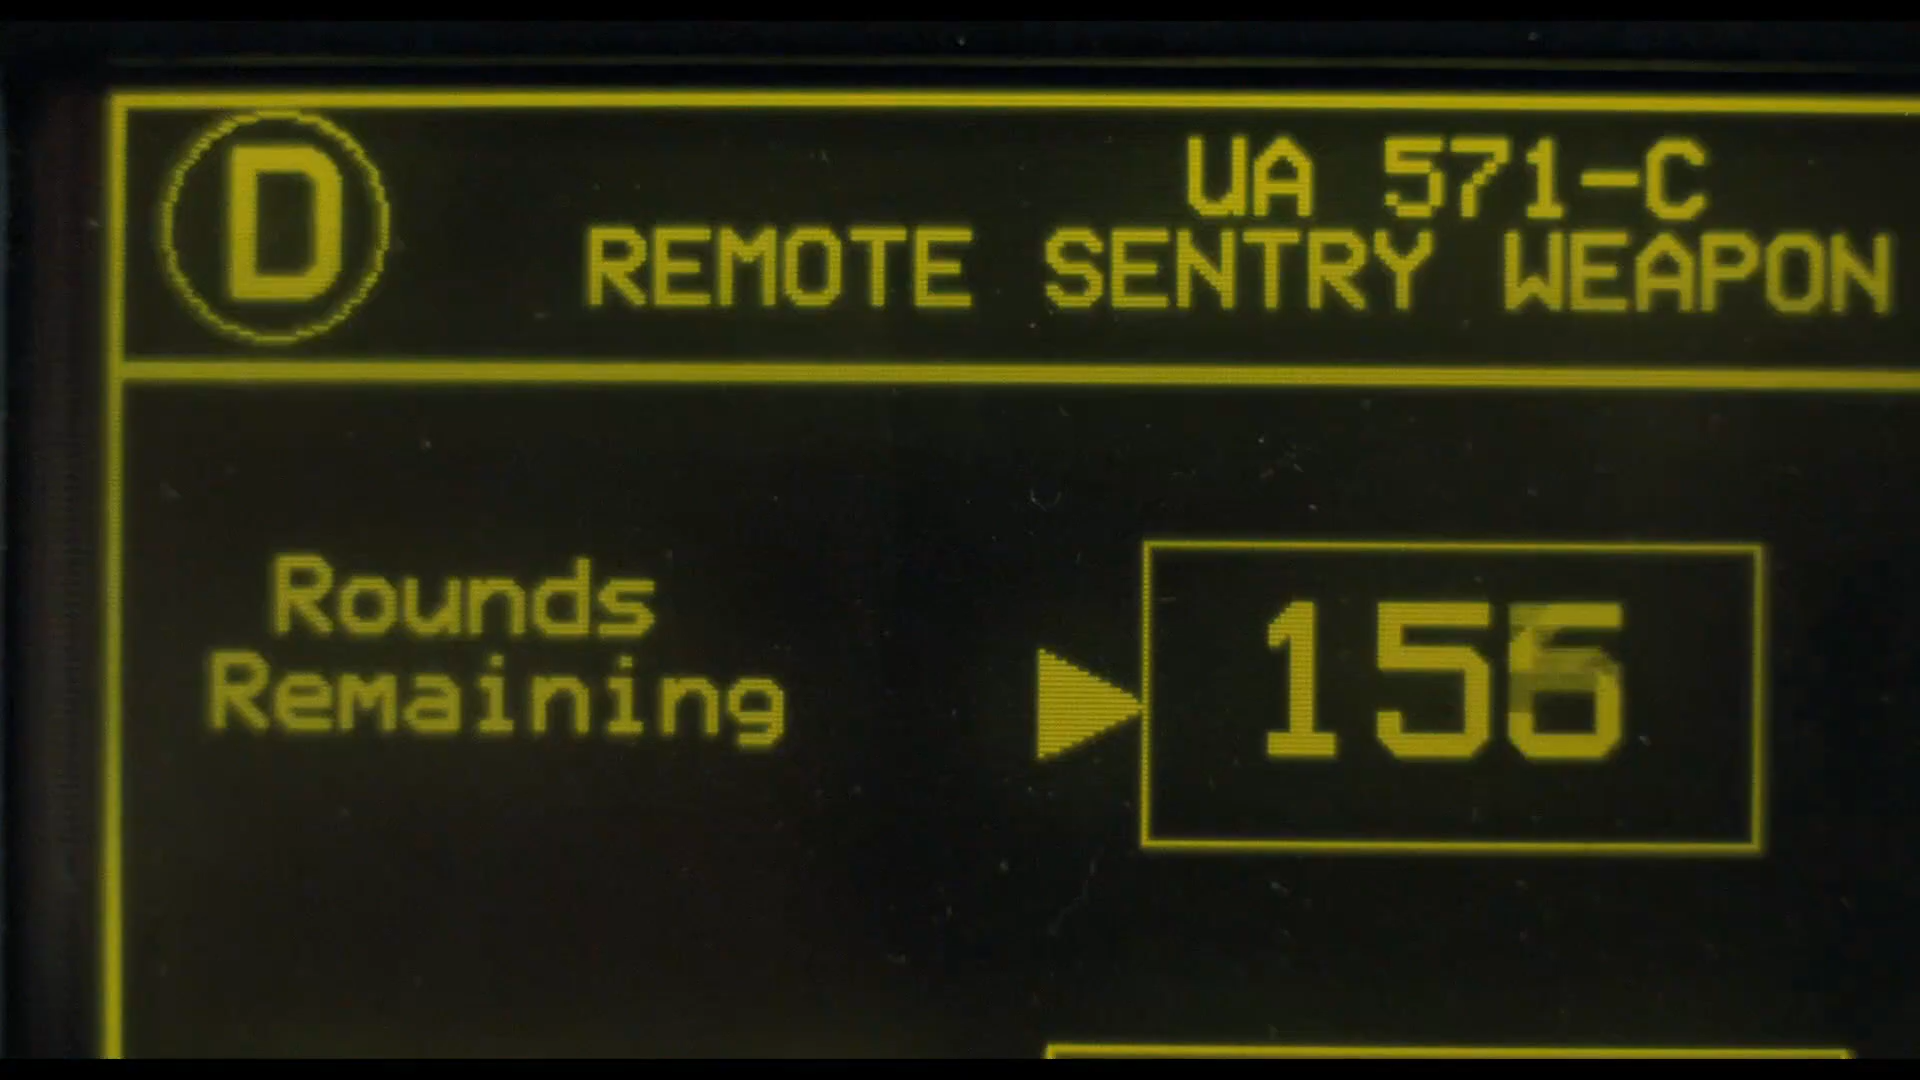 D
UA 571-C
REMOTE SENTRY WEAPON
Rounds
Remaining
156